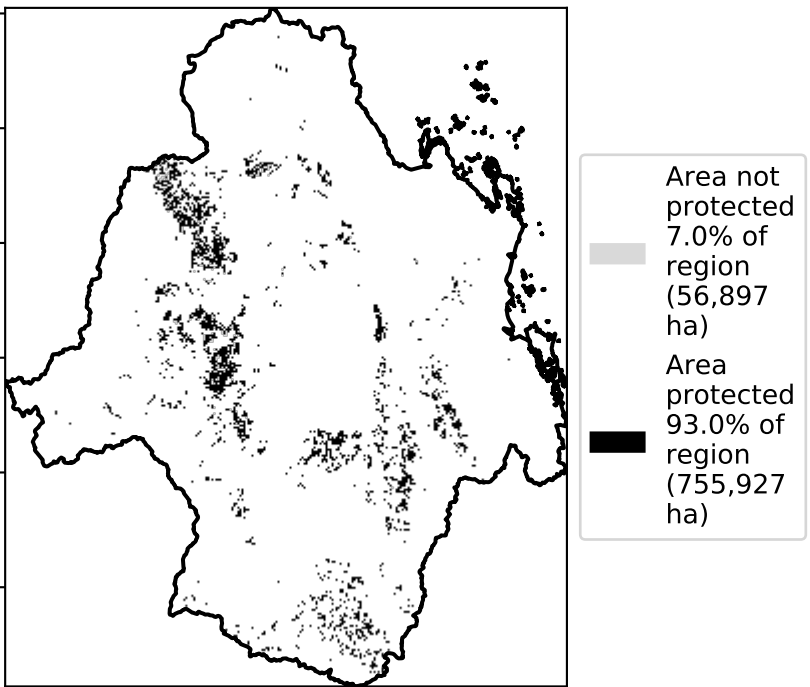 Area not
protected
7.0% of
region
(56,897
ha)
Area
protected
93.0% of
region
(755,927
ha)